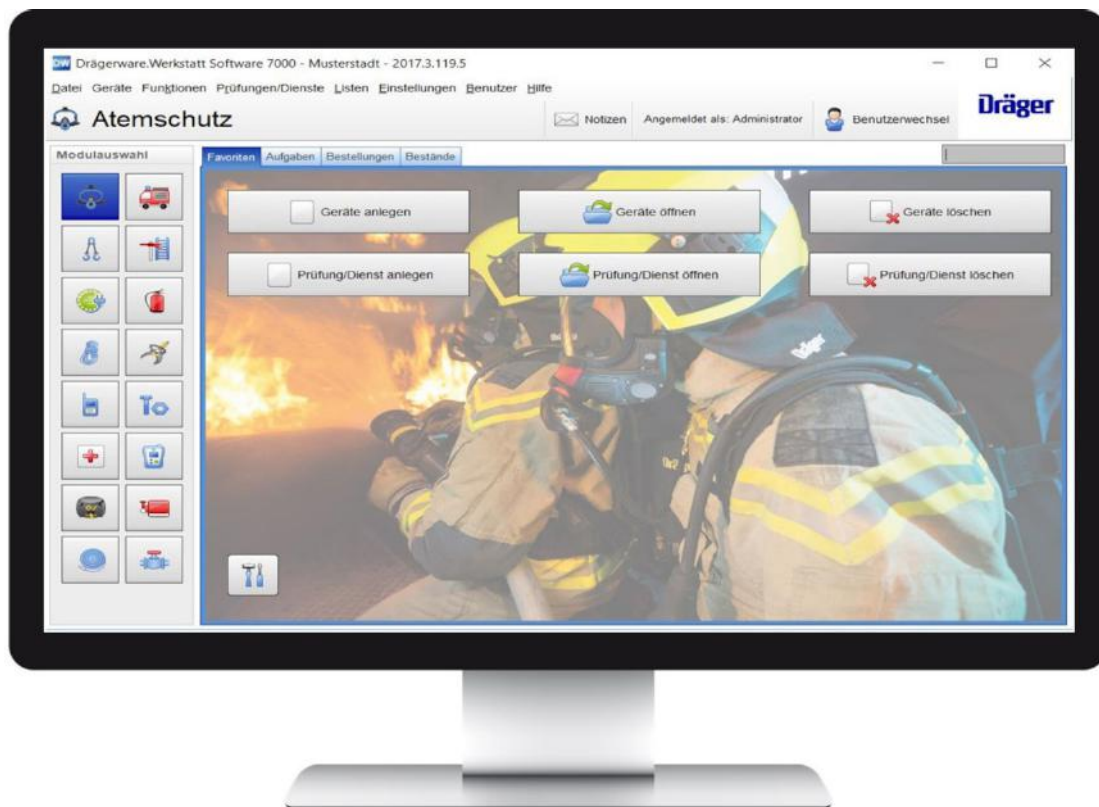 Drägerware.Werkstatt Software 7000 - Musterstadt - 2017.3.119.5
Datei Geräte Funktionen Prüfungen/Dienste Listen Einstellungen Benutzer Hilfe
Atemschutz
Notizen Angemeldet als: Administrator Benutzerwechsel
Dräger
Modulauswahl
Favoriten Aufgaben Bestellungen Bestände
Geräte anlegen Geräte öffnen Geräte löschen
Prüfung/Dienst anlegen Prüfung/Dienst öffnen Prüfung/Dienst löschen
Dräger